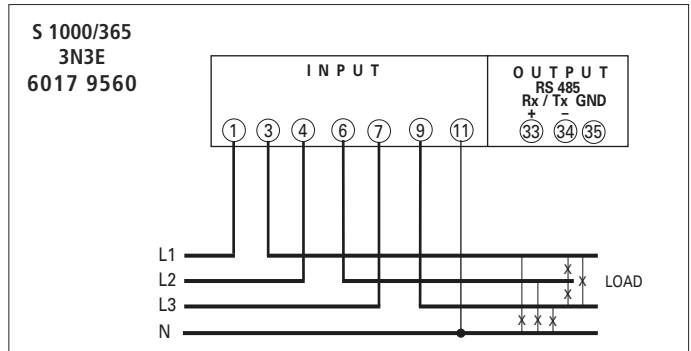 S 1000/365
3N3E
6017 9560
INPUT
OUTPUT
RS 485
Rx / Tx GND
+ –
1 3 4 6 7 9 11
33 34 35
L1
L2
L3
N
x
x x
x
x x x
LOAD